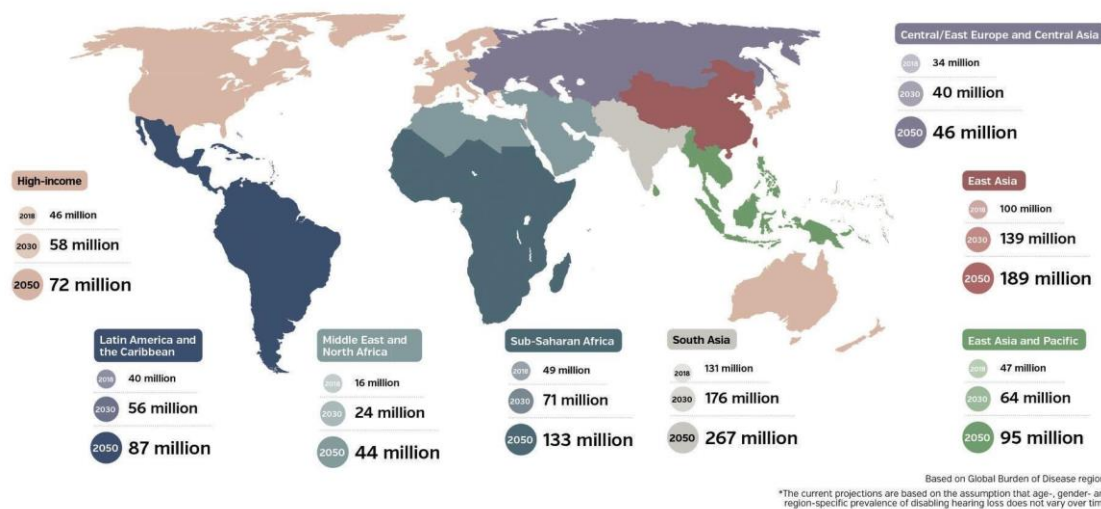 Central/East Europe and Central Asia
2018 34 million
2030 40 million
2050 46 million
High-income
2018 46 million
2030 58 million
2050 72 million
East Asia
2018 100 million
2030 139 million
2050 189 million
Latin America and
the Caribbean
2018 40 million
2030 56 million
2050 87 million
Middle East and
North Africa
2018 16 million
2030 24 million
2050 44 million
Sub-Saharan Africa
2018 49 million
2030 71 million
2050 133 million
South Asia
2018 131 million
2030 176 million
2050 267 million
East Asia and Pacific
2018 47 million
2030 64 million
2050 95 million
Based on Global Burden of Disease region
*The current projections are based on the assumption that age-, gender- an
region-specific prevalence of disabling hearing loss does not vary over tim